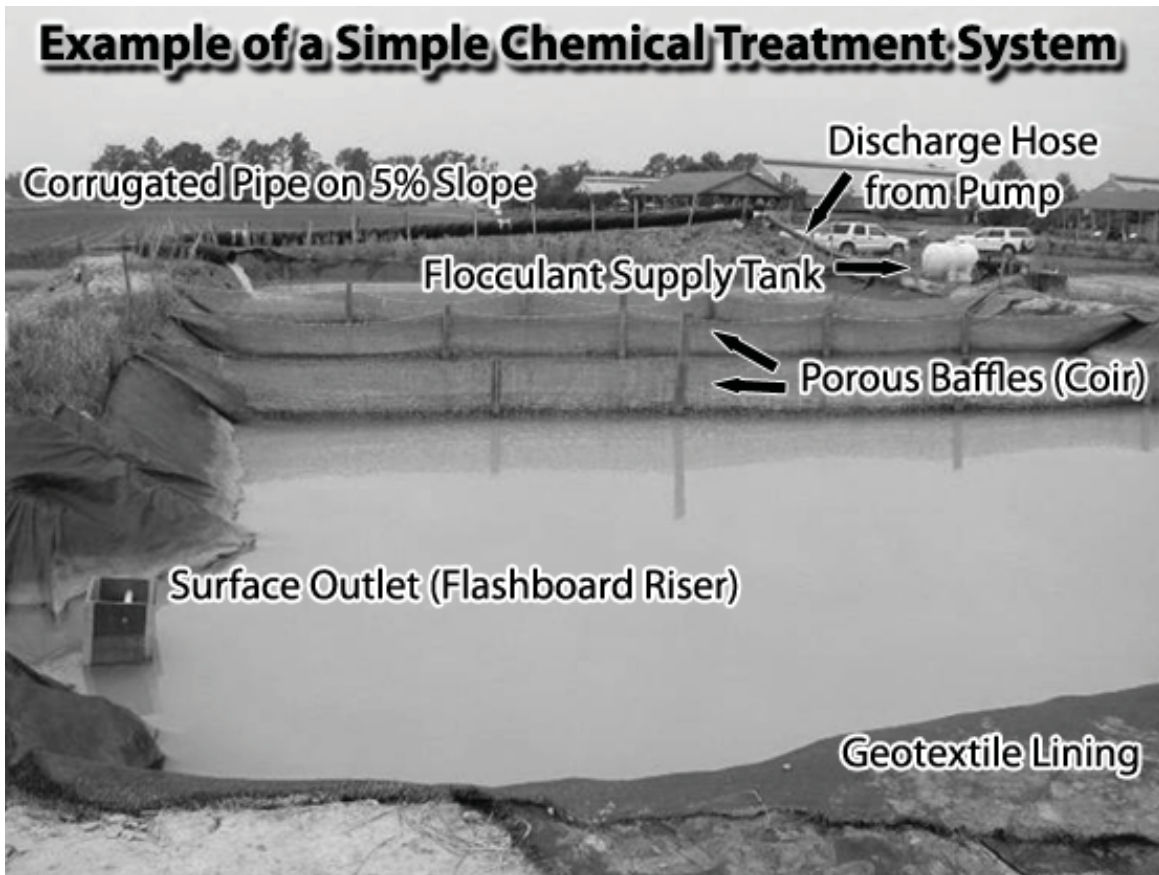 Example of a Simple Chemical Treatment System
Discharge Hose
from Pump
Corrugated Pipe on 5% Slope
Flocculant Supply Tank
Porous Baffles (Coir)
Surface Outlet (Flashboard Riser)
Geotextile Lining